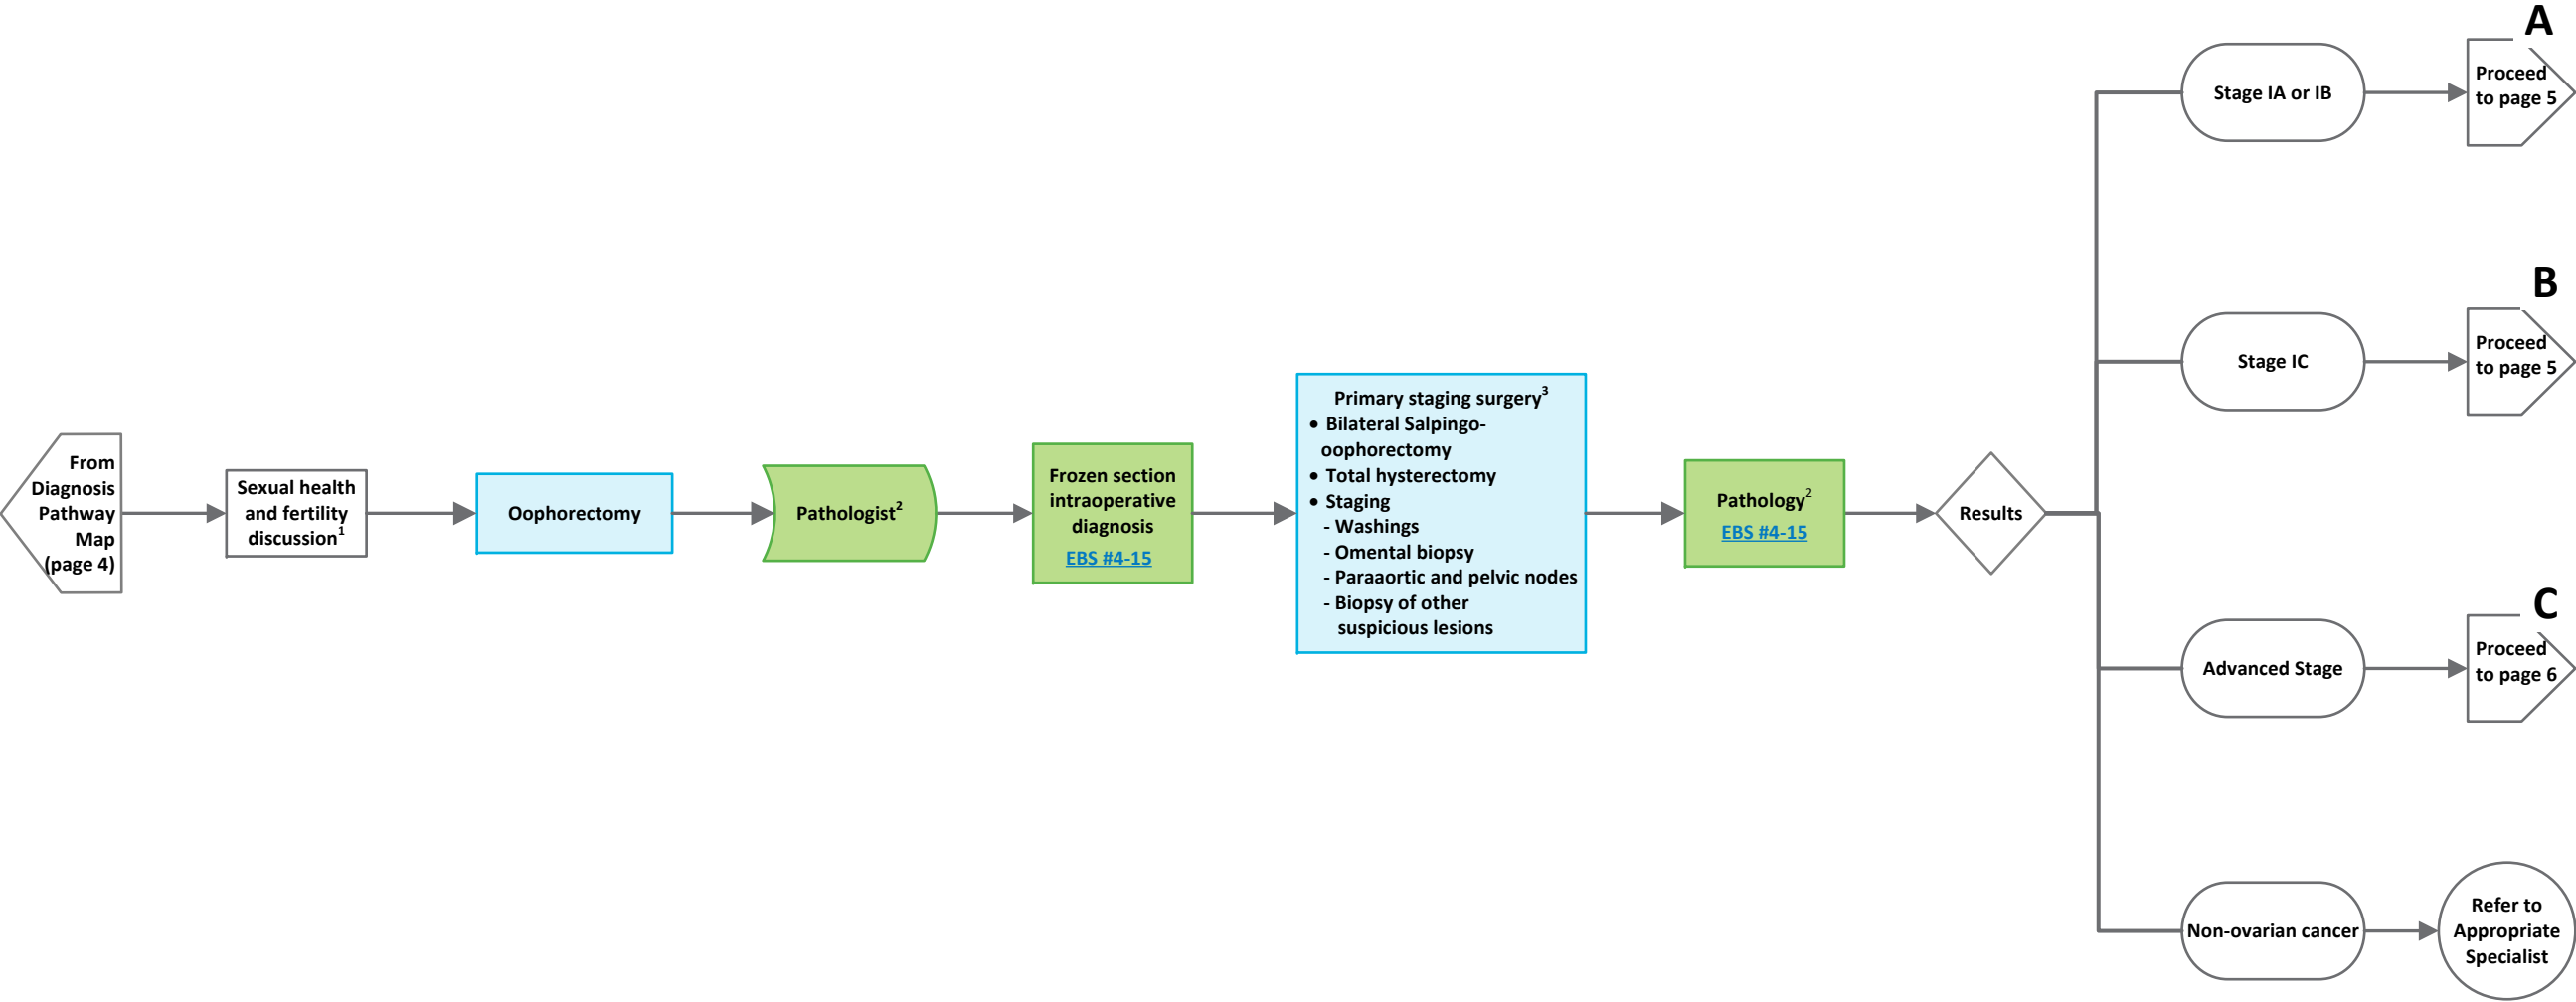 From
Diagnosis
Pathway
Map
(page 4)
Sexual health
and fertility
discussion1
Oophorectomy
Pathologist2
Frozen section
intraoperative
diagnosis
EBS #4-15
Primary staging surgery3
• Bilateral Salpingo-
oophorectomy
• Total hysterectomy
• Staging
- Washings
- Omental biopsy
- Paraaortic and pelvic nodes
- Biopsy of other
suspicious lesions
Pathology2
EBS #4-15
Results
Stage IA or IB
A
Proceed
to page 5
Stage IC
B
Proceed
to page 5
Advanced Stage
C
Proceed
to page 6
Non-ovarian cancer
Refer to
Appropriate
Specialist